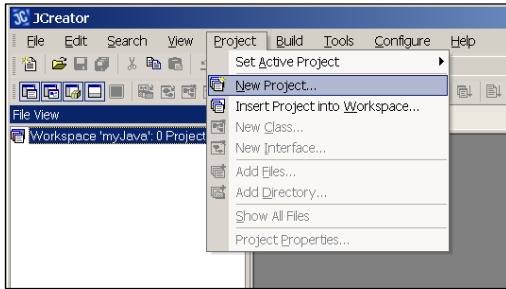 JCreator
File Edit Search View Project Build Tools Configure Help
Set Active Project
New Project...
Insert Project into Workspace...
New Class...
New Interface...
Add Files...
Add Directory...
Show All Files
Project Properties...
File View
Workspace 'myJava': 0 Project